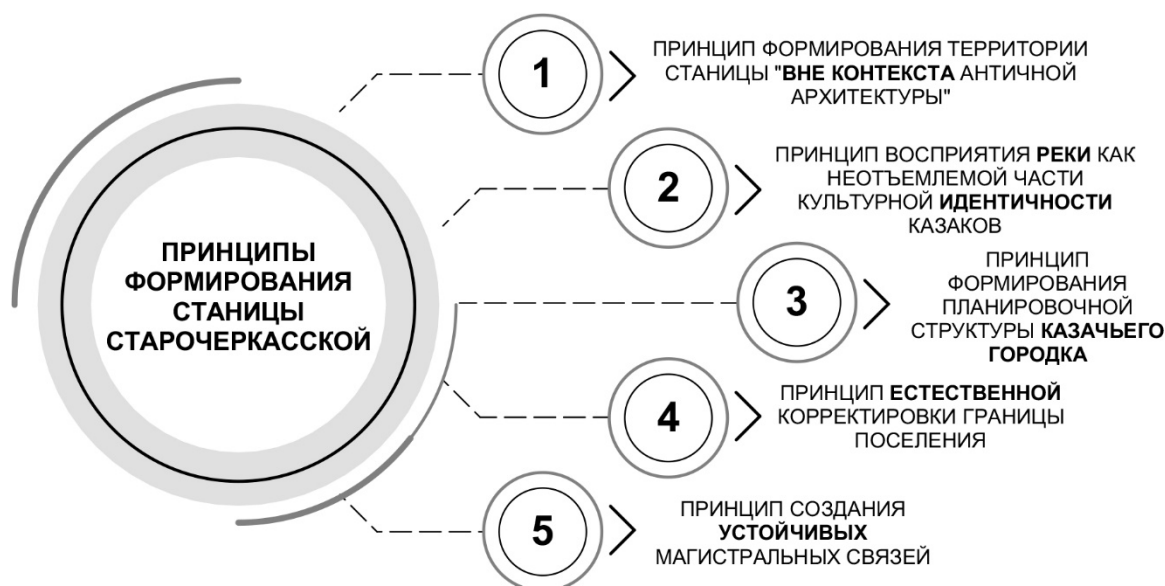 ПРИНЦИПЫ
ФОРМИРОВАНИЯ
СТАНИЦЫ
СТАРОЧЕРКАССКОЙ
1
ПРИНЦИП ФОРМИРОВАНИЯ ТЕРРИТОРИИ
СТАНИЦЫ "ВНЕ КОНТЕКСТА АНТИЧНОЙ
АРХИТЕКТУРЫ"
2
ПРИНЦИП ВОСПРИЯТИЯ РЕКИ КАК
НЕОТЪЕМЛЕМОЙ ЧАСТИ
КУЛЬТУРНОЙ ИДЕНТИЧНОСТИ
КАЗАКОВ
3
ПРИНЦИП
ФОРМИРОВАНИЯ
ПЛАНИРОВОЧНОЙ
СТРУКТУРЫ КАЗАЧЬЕГО
ГОРОДКА
4
ПРИНЦИП ЕСТЕСТВЕННОЙ
КОРРЕКТИРОВКИ ГРАНИЦЫ
ПОСЕЛЕНИЯ
5
ПРИНЦИП СОЗДАНИЯ
УСТОЙЧИВЫХ
МАГИСТРАЛЬНЫХ СВЯЗЕЙ